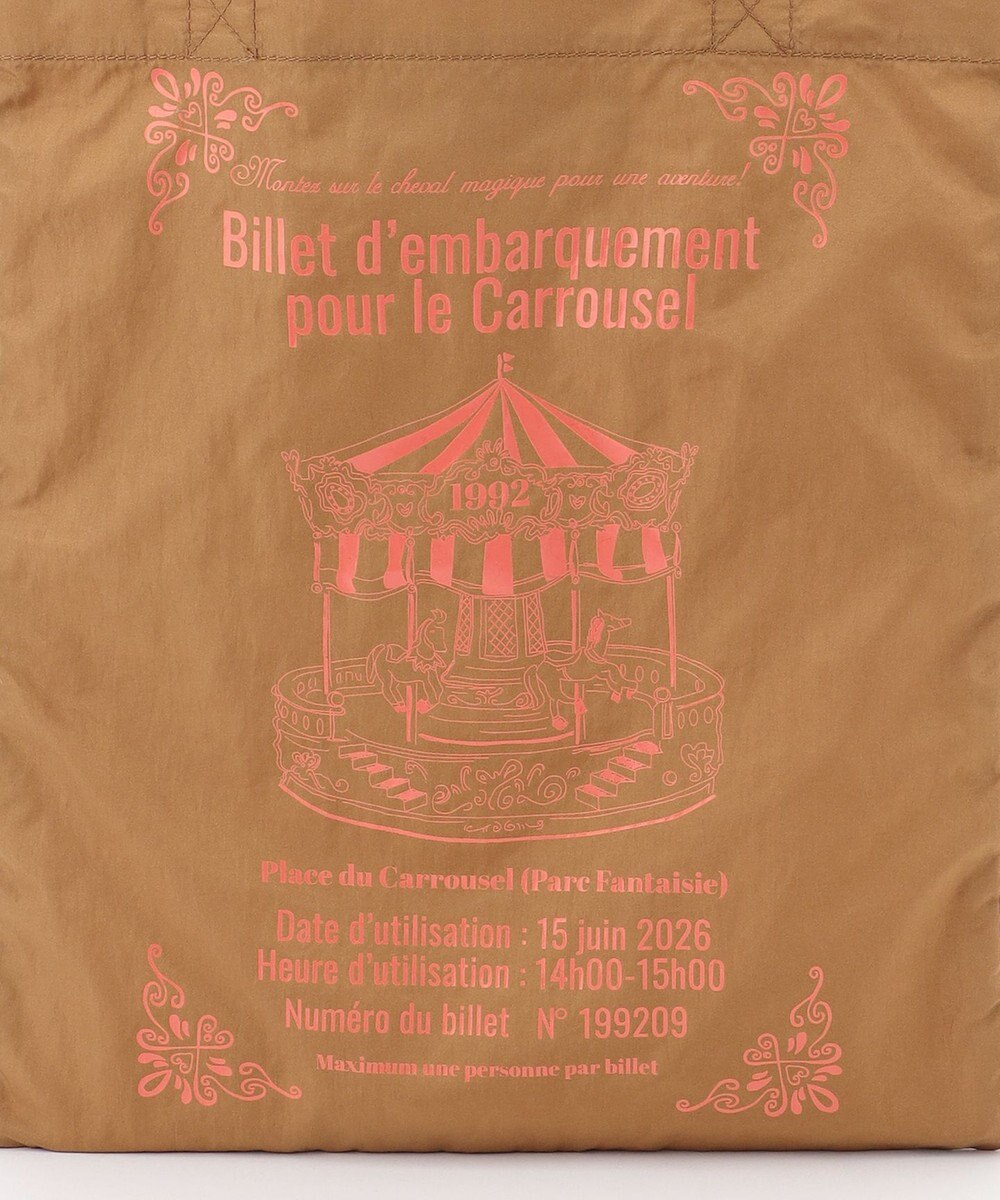 Montez sur le cheval magique pour une aventure!
Billet d'embarquement
pour le Carrousel
1992
Place du Carrousel (Parc Fantaisie)
Date d'utilisation : 15 juin 2026
Heure d'utilisation : 14h00-15h00
Numéro du billet N° 199209
Maximum une personne par billet